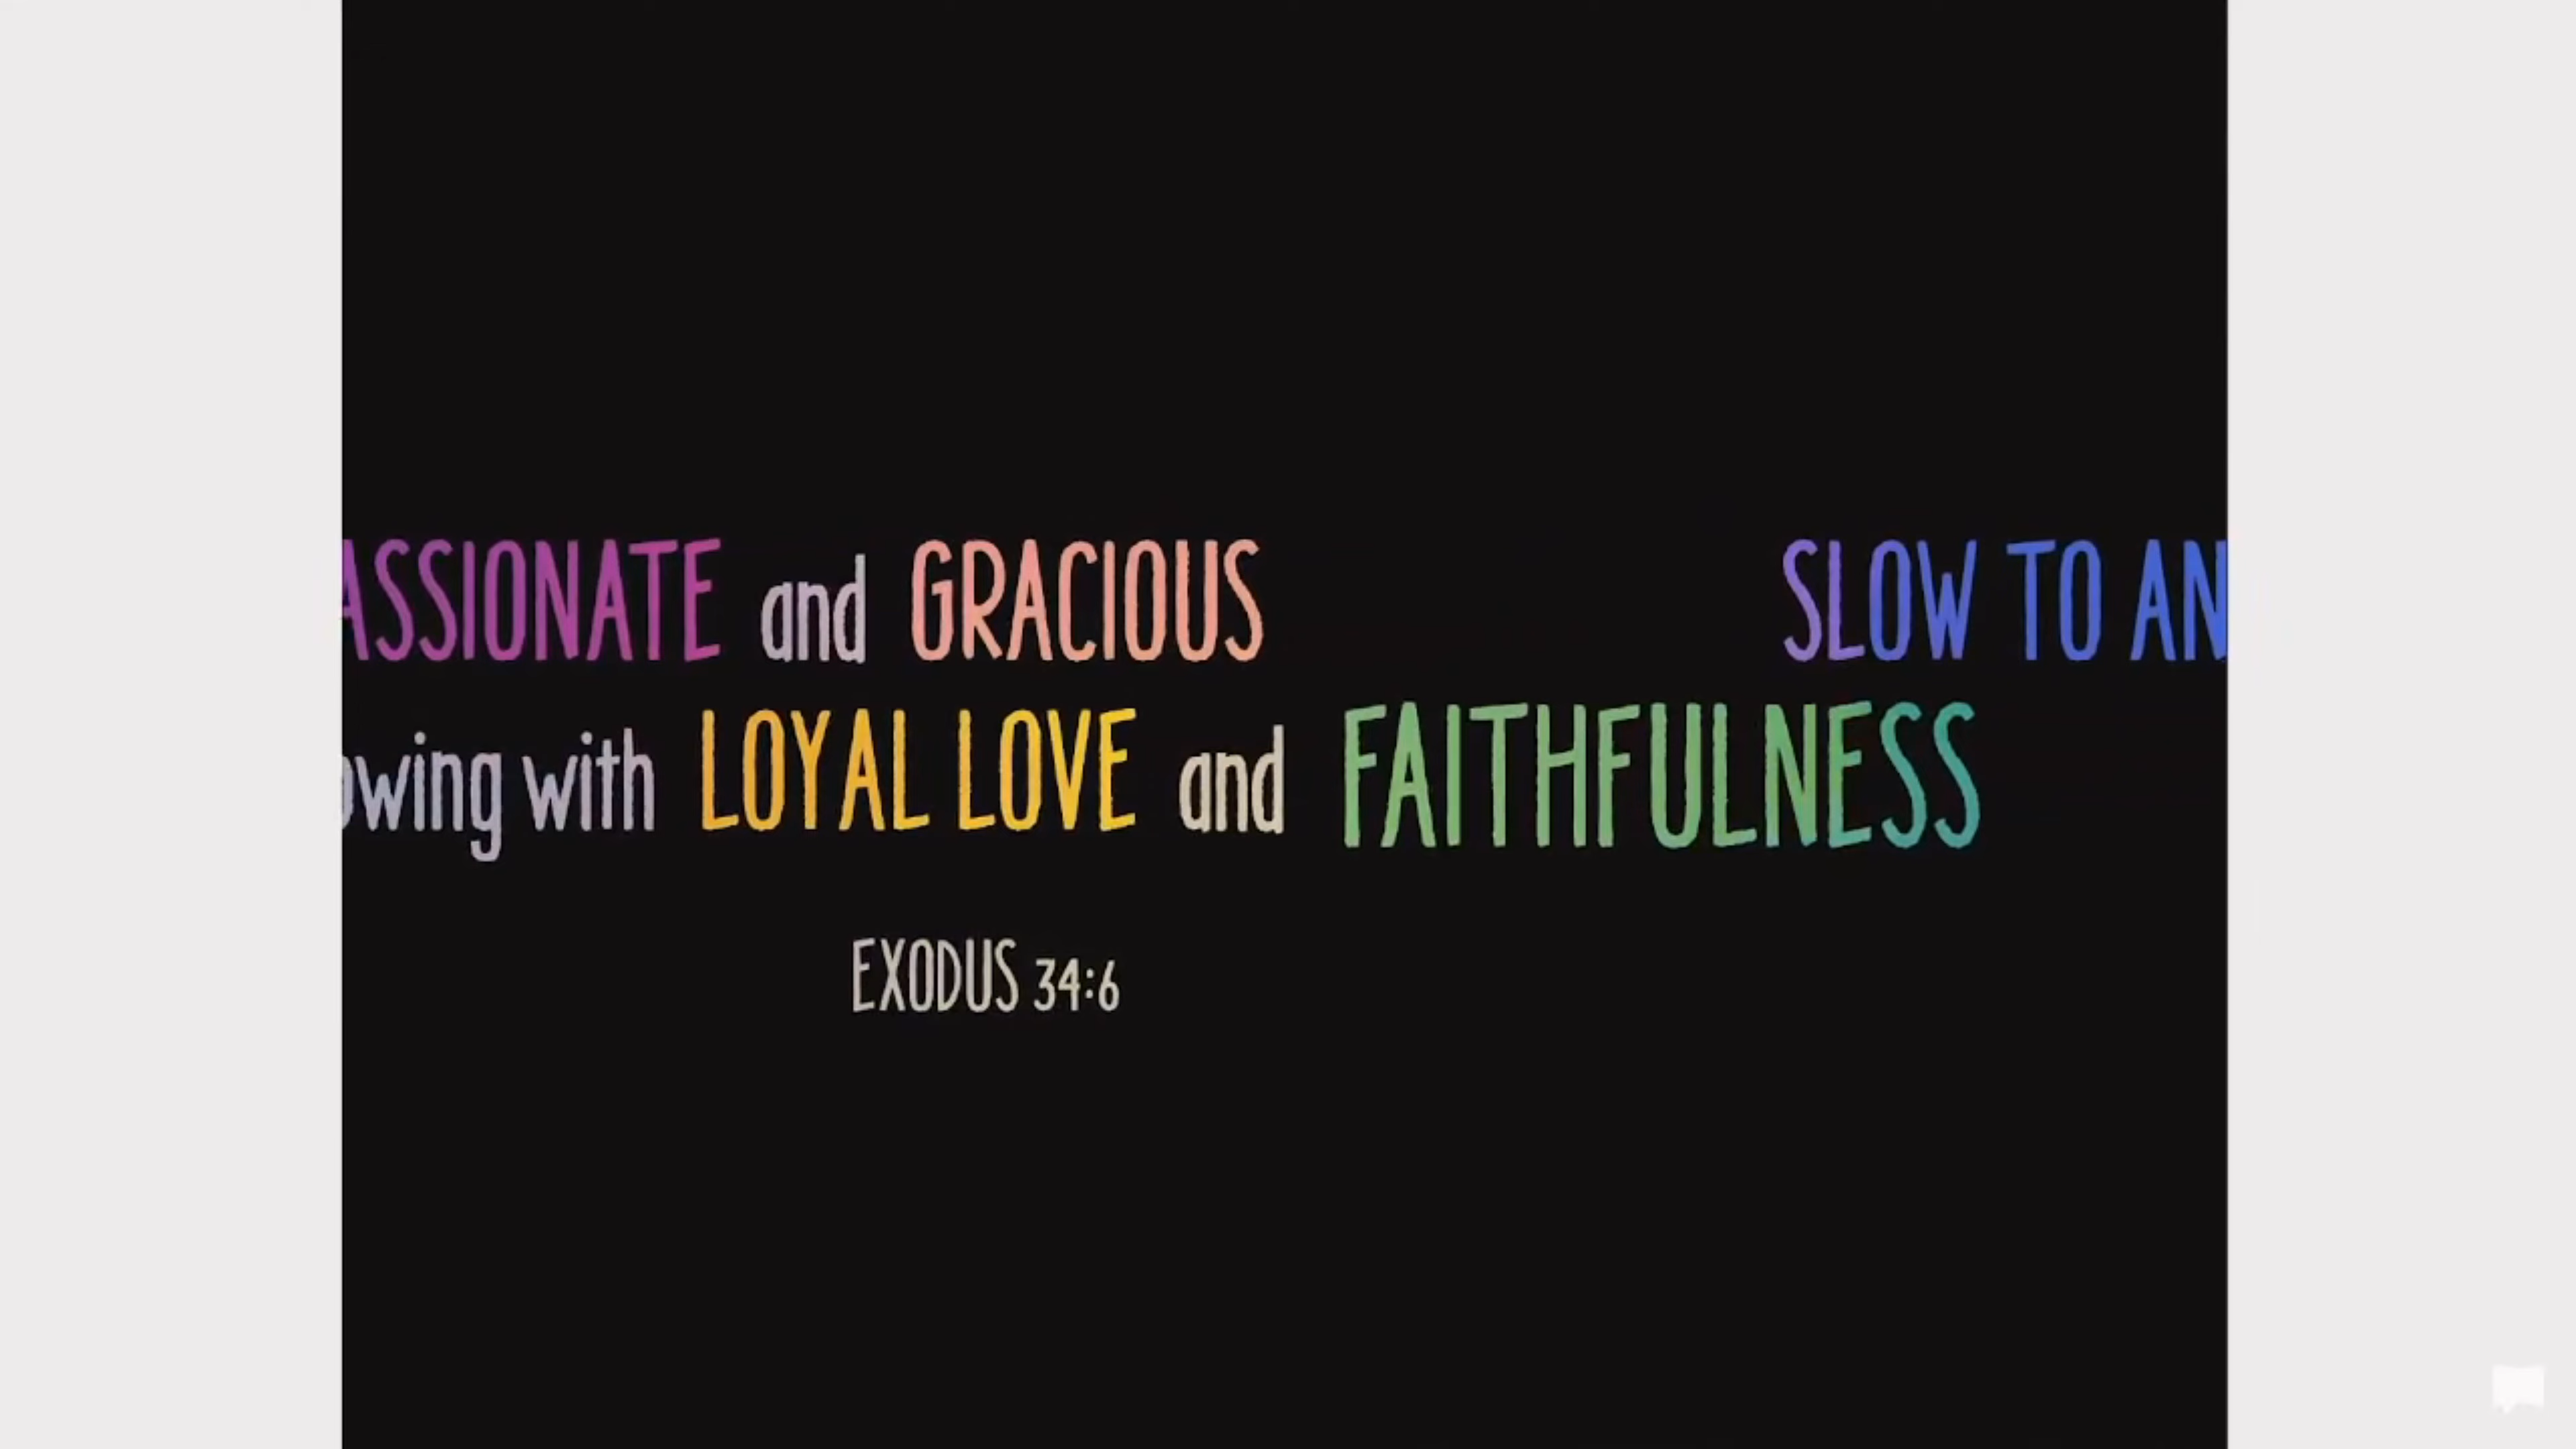 ASSIONATE and GRACIOUS SLOW TO AN
owing with LOYAL LOVE and FAITHFULNESS
EXODUS 34:6